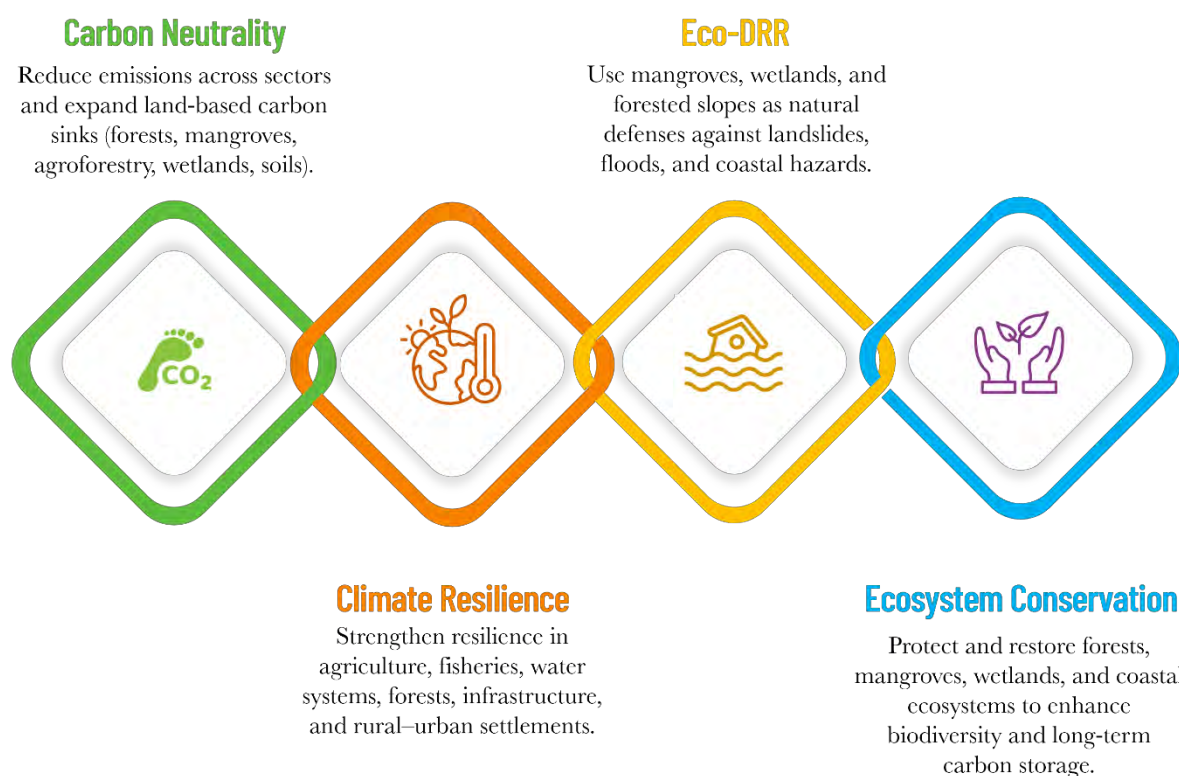 Carbon Neutrality
Reduce emissions across sectors
and expand land-based carbon
sinks (forests, mangroves,
agroforestry, wetlands, soils).
Eco-DRR
Use mangroves, wetlands, and
forested slopes as natural
defenses against landslides,
floods, and coastal hazards.
CO₂
Climate Resilience
Strengthen resilience in
agriculture, fisheries, water
systems, forests, infrastructure,
and rural–urban settlements.
Ecosystem Conservation
Protect and restore forests,
mangroves, wetlands, and coastal
ecosystems to enhance
biodiversity and long-term
carbon storage.